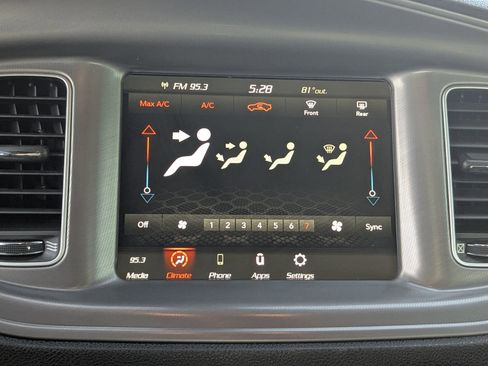 FM 95.3 5:28 81°out.
Max A/C A/C Front Rear
Off 1 2 3 4 5 6 7 Sync
95.3
Media Climate Phone Apps Settings